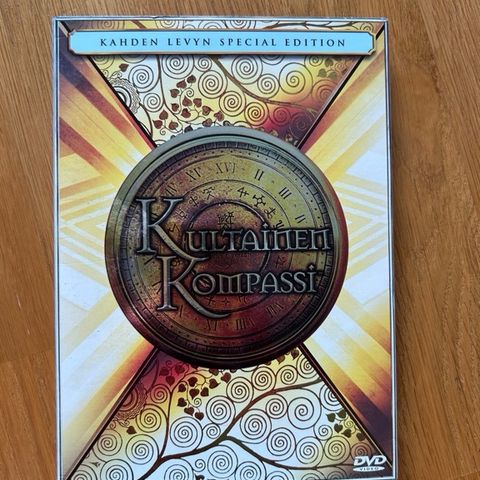 KAHDEN LEVYN SPECIAL EDITION
KULTAINEN
KOMPASSI
DVD
VIDEO